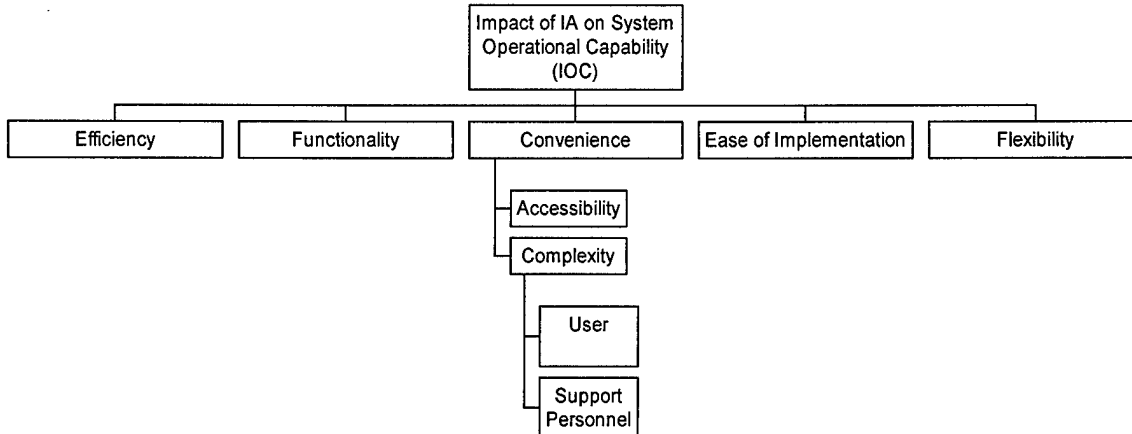 Impact of IA on System
Operational Capability
(IOC)
Efficiency
Functionality
Convenience
Ease of Implementation
Flexibility
Accessibility
Complexity
User
Support
Personnel